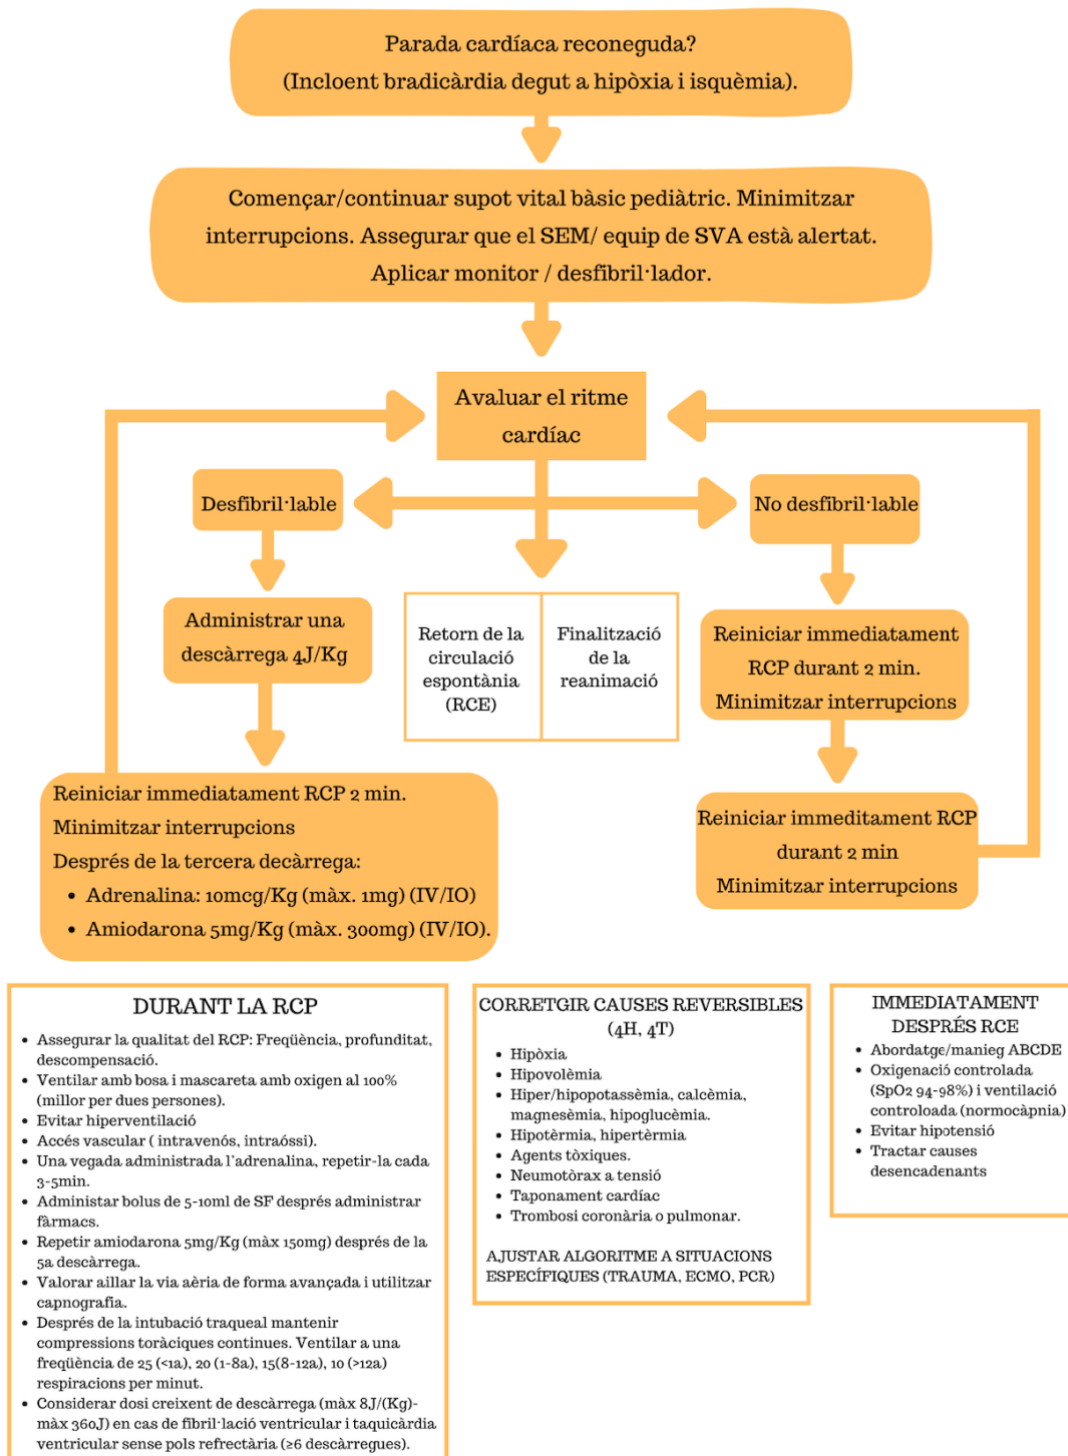 Parada cardíaca reconeguda?
(Incloent bradicàrdia degut a hipòxia i isquèmia).
Començar/continuar supot vital bàsic pediàtric. Minimitzar
interrupcions. Assegurar que el SEM/ equip de SVA està alertat.
Aplicar monitor / desfibril·lador.
Avaluar el ritme
cardíac
Desfibril·lable
No desfibril·lable
Administrar una
descàrrega 4J/Kg
Retorn de la
circulació
espontània
(RCE)
Finalització
de la
reanimació
Reiniciar immediatament
RCP durant 2 min.
Minimitzar interrupcions
Reiniciar immediatament RCP 2 min.
Minimitzar interrupcions
Després de la tercera decàrrega:
• Adrenalina: 10mcg/Kg (màx. 1mg) (IV/IO)
• Amiodarona 5mg/Kg (màx. 300mg) (IV/IO).
Reiniciar immeditament RCP
durant 2 min
Minimitzar interrupcions
DURANT LA RCP
• Assegurar la qualitat del RCP: Freqüència, profunditat,
descompensació.
• Ventilar amb bosa i mascareta amb oxigen al 100%
(millor per dues persones).
• Evitar hiperventilació
• Accés vascular ( intravenós, intraóssi).
• Una vegada administrada l'adrenalina, repetir-la cada
3-5min.
• Administar bolus de 5-10ml de SF després administrar
fàrmacs.
• Repetir amiodarona 5mg/Kg (màx 150mg) després de la
5a descàrrega.
• Valorar aillar la via aèria de forma avançada i utilitzar
capnografia.
• Després de la intubació traqueal mantenir
compressions toràciques continues. Ventilar a una
freqüència de 25 (<1a), 20 (1-8a), 15(8-12a), 10 (>12a)
respiracions per minut.
• Considerar dosi creixent de descàrrega (màx 8J/(Kg)-
màx 360J) en cas de fibril·lació ventricular i taquicàrdia
ventricular sense pols refrectària (≥6 descàrregues).
CORRETGIR CAUSES REVERSIBLES
(4H, 4T)
• Hipòxia
• Hipovolèmia
• Hiper/hipopotassèmia, calcèmia,
magnesèmia, hipoglucèmia.
• Hipotèrmia, hipertèrmia
• Agents tòxiques.
• Neumotòrax a tensió
• Taponament cardíac
• Trombosi coronària o pulmonar.
AJUSTAR ALGORITME A SITUACIONS
ESPECÍFIQUES (TRAUMA, ECMO, PCR)
IMMEDIATAMENT
DESPRÉS RCE
• Abordatge/manieg ABCDE
• Oxigenació controlada
(SpO2 94-98%) i ventilació
controloada (normocàpnia)
• Evitar hipotensió
• Tractar causes
desencadenants